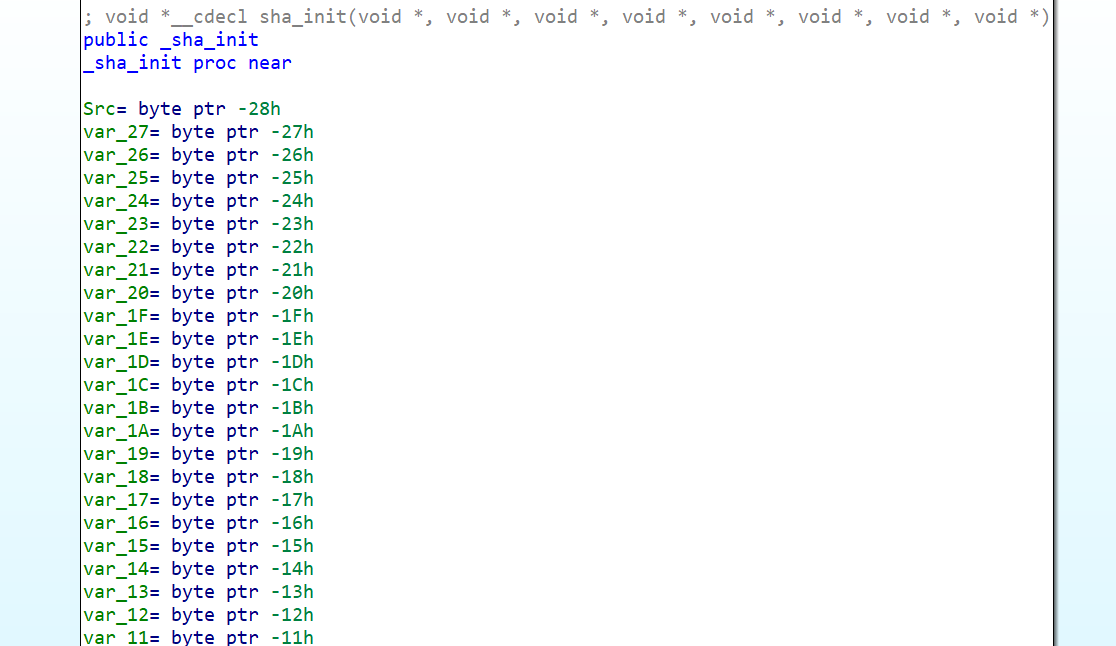 ; void *__cdecl sha_init(void *, void *, void *, void *, void *, void *, void *, void *)
public _sha_init
_sha_init proc near
Src= byte ptr -28h
var_27= byte ptr -27h
var_26= byte ptr -26h
var_25= byte ptr -25h
var_24= byte ptr -24h
var_23= byte ptr -23h
var_22= byte ptr -22h
var_21= byte ptr -21h
var_20= byte ptr -20h
var_1F= byte ptr -1Fh
var_1E= byte ptr -1Eh
var_1D= byte ptr -1Dh
var_1C= byte ptr -1Ch
var_1B= byte ptr -1Bh
var_1A= byte ptr -1Ah
var_19= byte ptr -19h
var_18= byte ptr -18h
var_17= byte ptr -17h
var_16= byte ptr -16h
var_15= byte ptr -15h
var_14= byte ptr -14h
var_13= byte ptr -13h
var_12= byte ptr -12h
var_11= byte ptr -11h